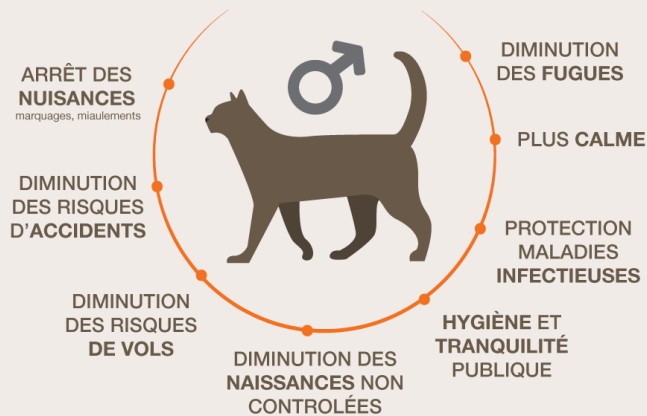 ARRÊT DES
NUISANCES
marquages, miaulements
DIMINUTION
DES RISQUES
D'ACCIDENTS
DIMINUTION
DES RISQUES
DE VOLS
DIMINUTION DES
NAISSANCES NON
CONTROLÉES
HYGIÈNE ET
TRANQUILITÉ
PUBLIQUE
PROTECTION
MALADIES
INFECTIEUSES
PLUS CALME
DIMINUTION
DES FUGUES